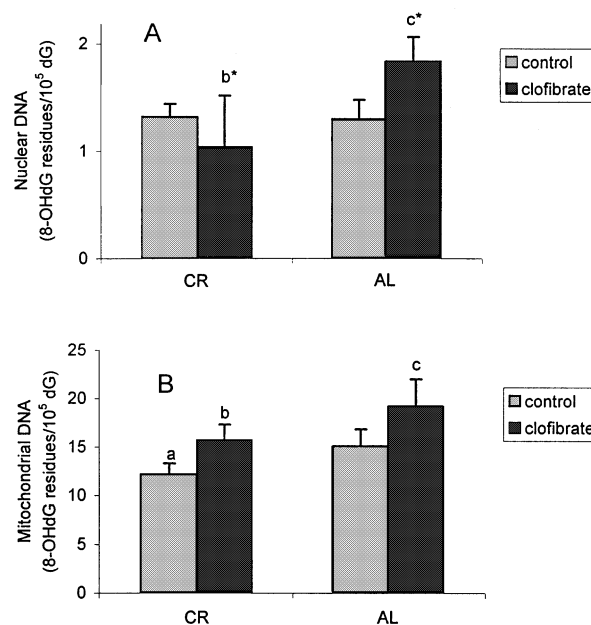 A
2
1
0
b*
c*
Nuclear DNA
(8-OHdG residues/10⁵ dG)
CR
AL
control
clofibrate
B
25
20
15
10
5
0
a
b
c
Mitochondrial DNA
(8-OHdG residues/10⁵ dG)
CR
AL
control
clofibrate